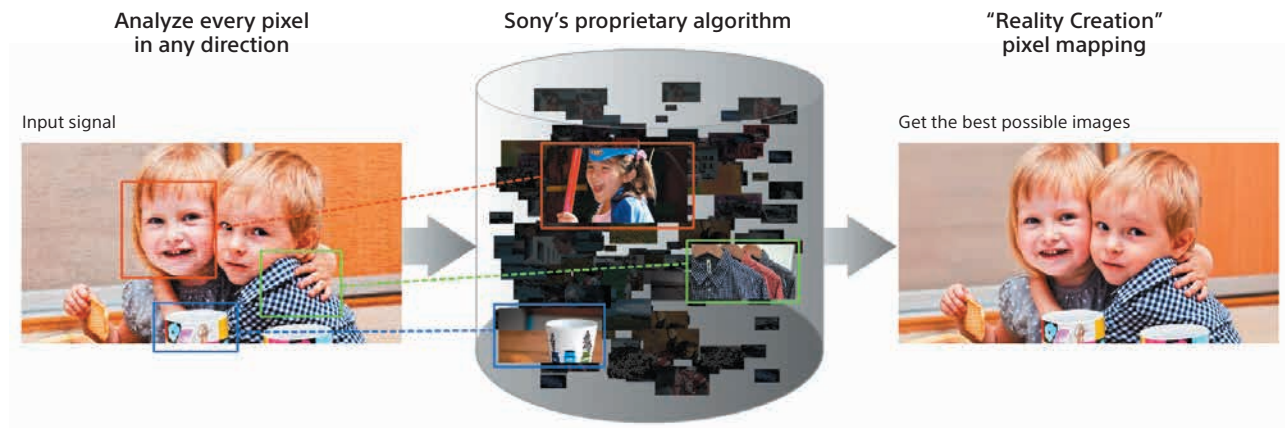 Analyze every pixel
in any direction
Sony’s proprietary algorithm
“Reality Creation”
pixel mapping
Input signal
Get the best possible images